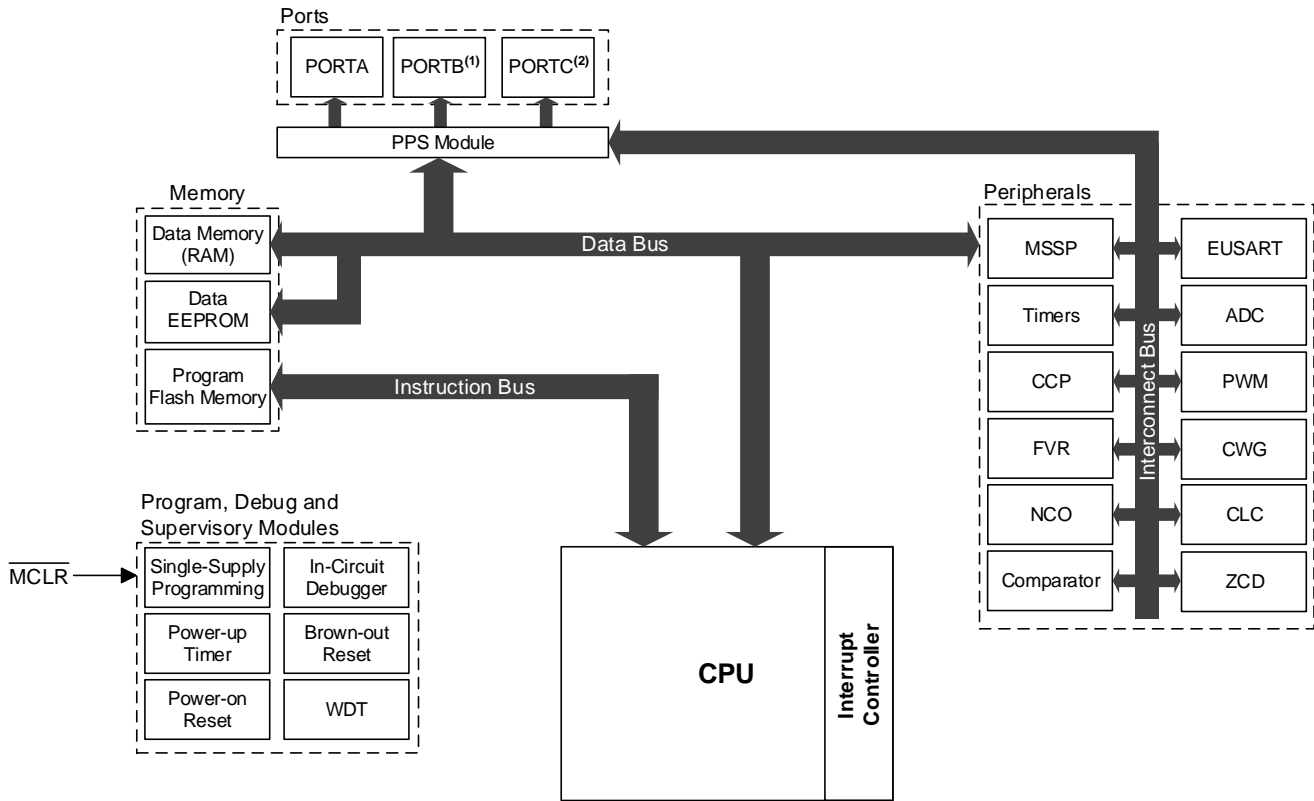 Ports
PORTA
PORTB(1)
PORTC(2)
PPS Module
Memory
Data Memory
(RAM)
Data
EEPROM
Program
Flash Memory
Data Bus
Instruction Bus
Peripherals
MSSP
EUSART
Timers
ADC
CCP
PWM
FVR
CWG
NCO
CLC
Comparator
ZCD
Interconnect Bus
Program, Debug and
Supervisory Modules
MCLR
Single-Supply
Programming
In-Circuit
Debugger
Power-up
Timer
Brown-out
Reset
Power-on
Reset
WDT
CPU
Interrupt
Controller